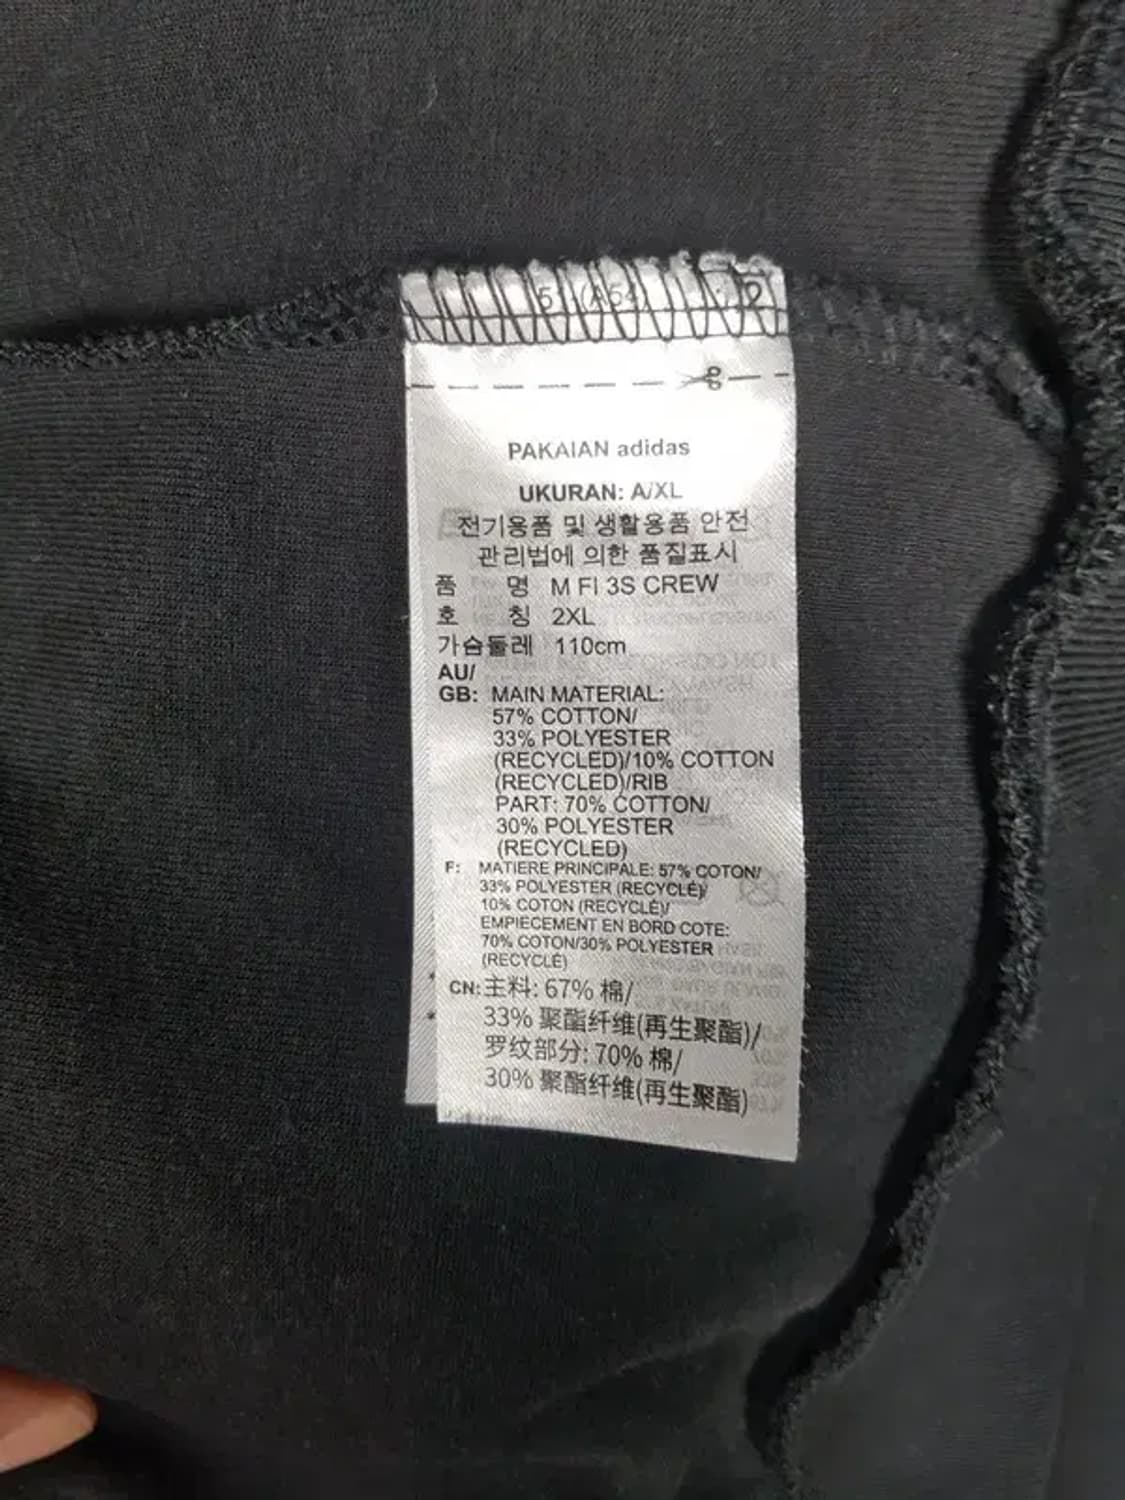 PAKAIAN adidas
UKURAN: A/XL
전기용품 및 생활용품 안전
관리법에 의한 품질표시
품 명 M FI 3S CREW
호 칭 2XL
가슴둘레 110cm
AU/
GB: MAIN MATERIAL:
57% COTTON/
33% POLYESTER
(RECYCLED)/10% COTTON
(RECYCLED)/RIB
PART: 70% COTTON/
30% POLYESTER
(RECYCLED)
F: MATIERE PRINCIPALE: 57% COTON/
33% POLYESTER (RECYCLÉ)/
10% COTON (RECYCLÉ)/
EMPIECEMENT EN BORD COTE:
70% COTON/30% POLYESTER
(RECYCLÉ)
CN: 主料: 67% 棉/
33% 聚酯纤维(再生聚酯)/
罗纹部分: 70% 棉/
30% 聚酯纤维(再生聚酯)